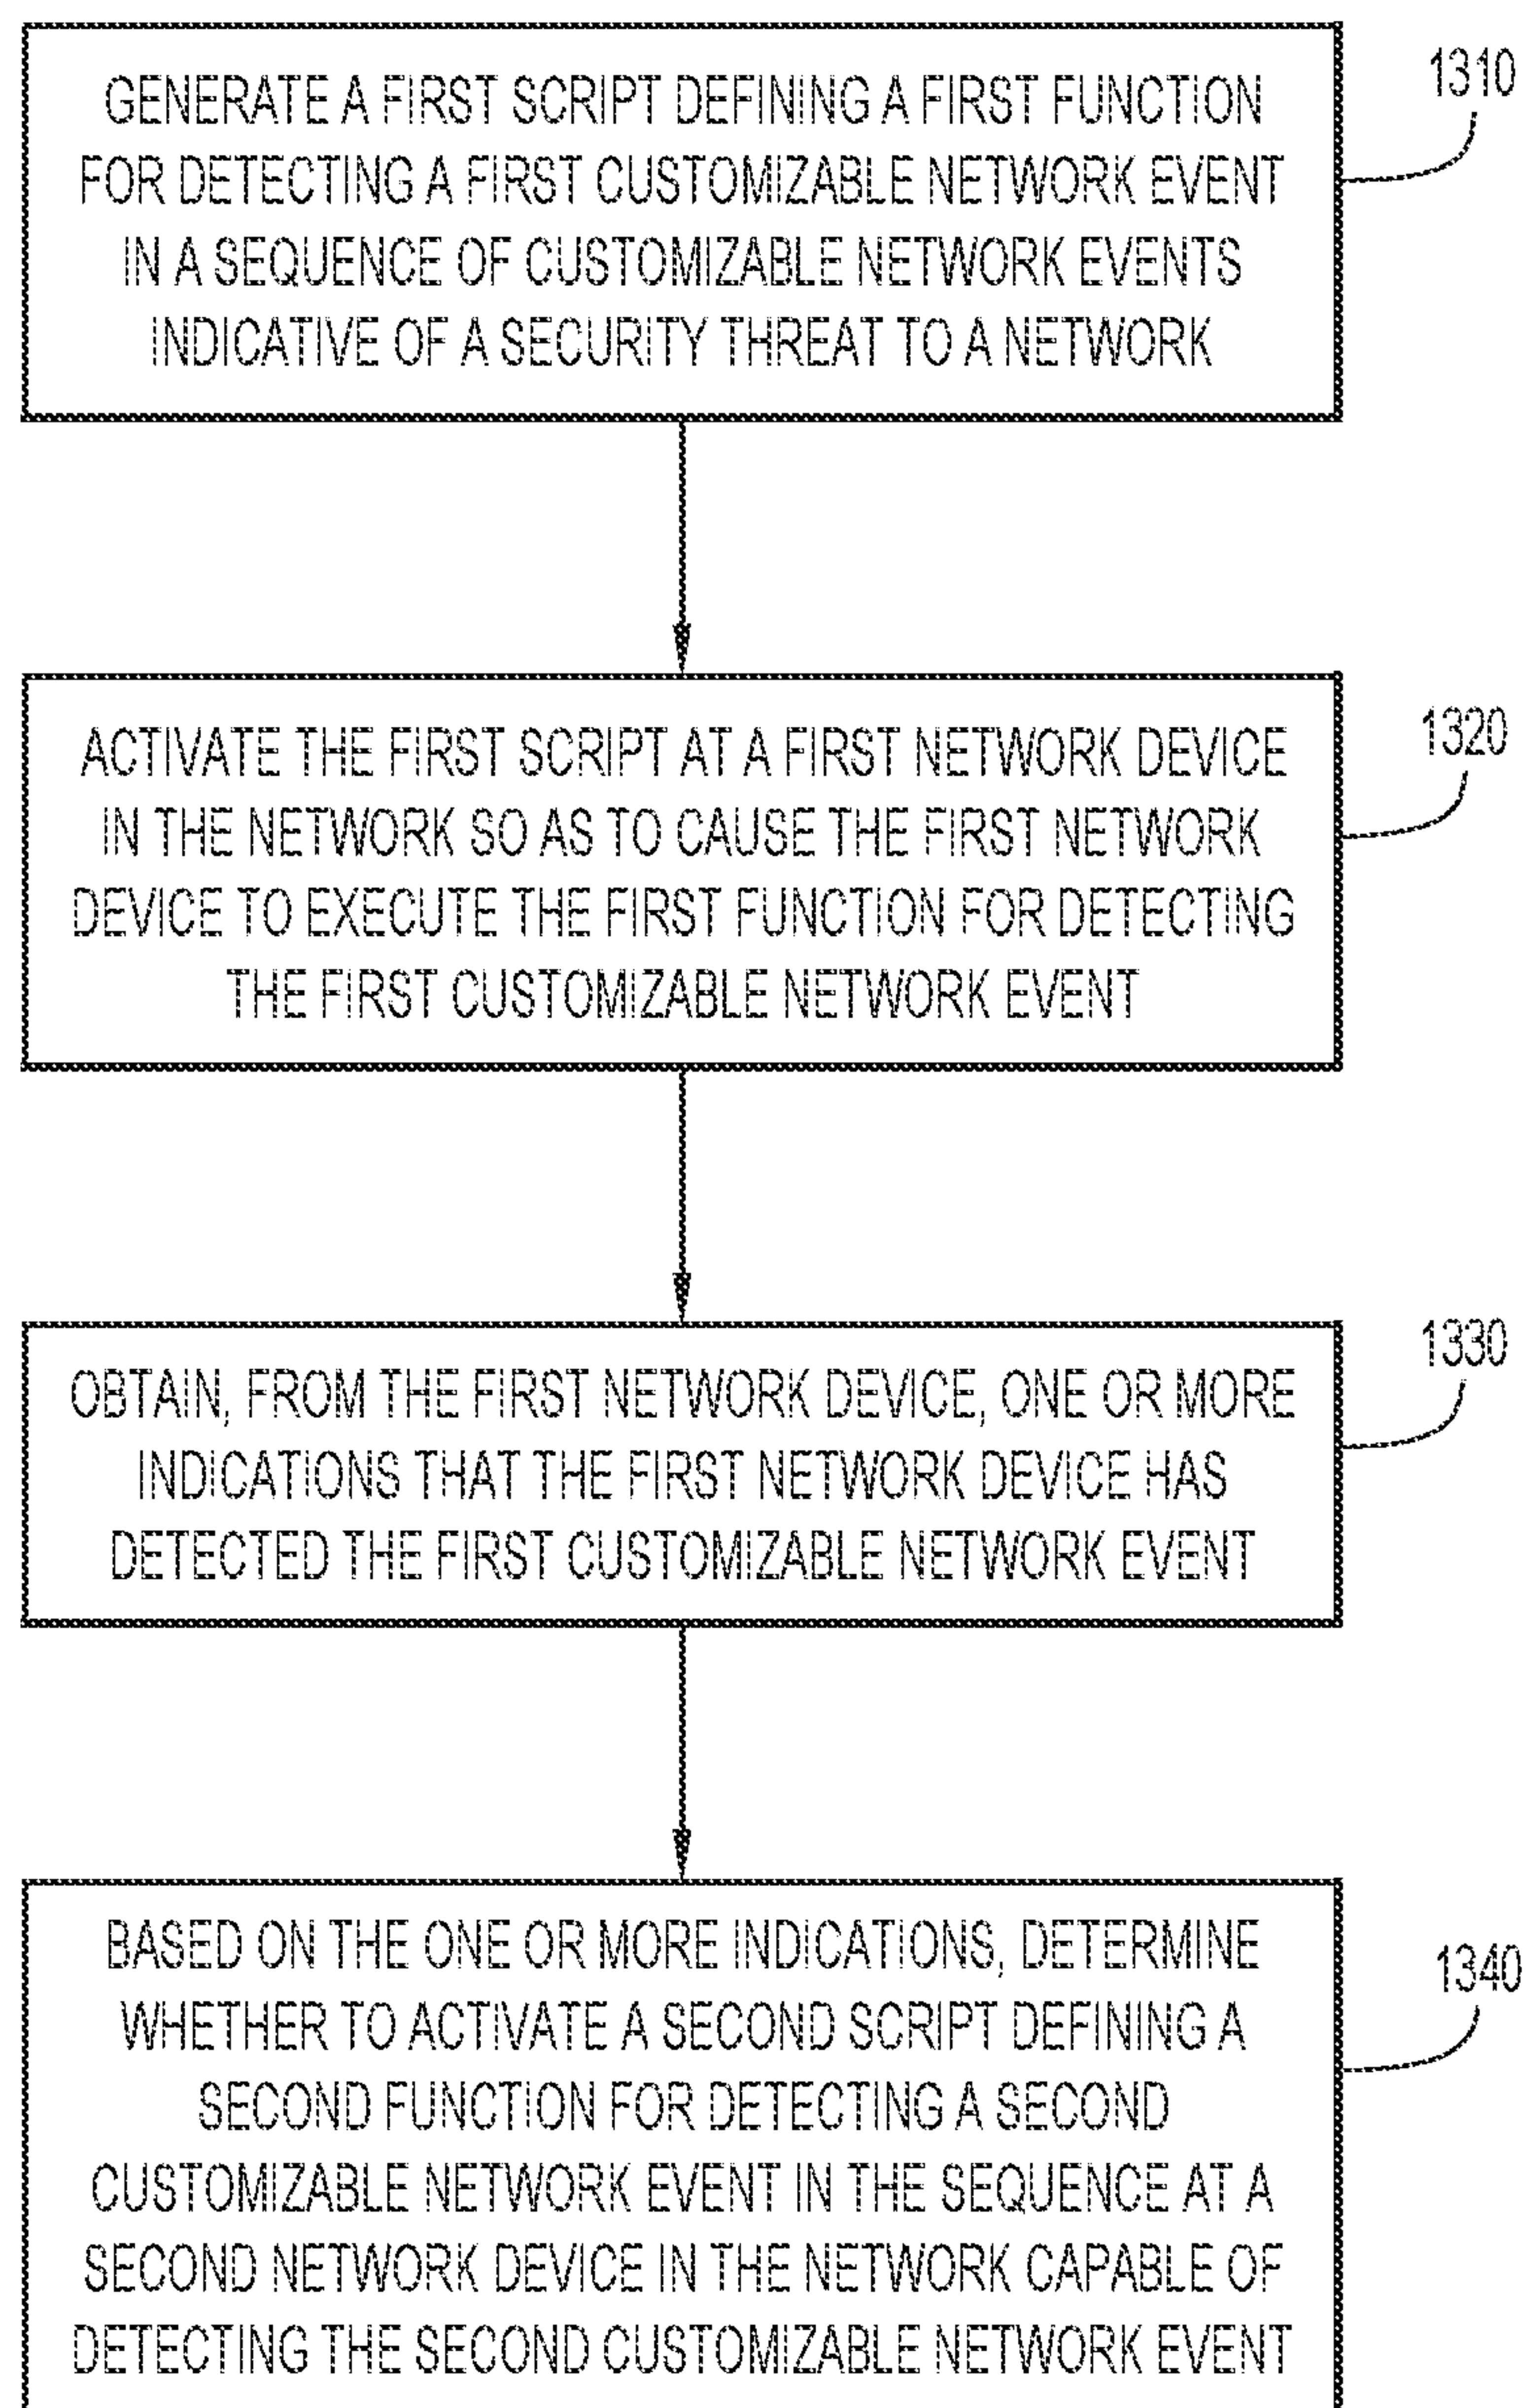 GENERATE A FIRST SCRIPT DEFINING A FIRST FUNCTION
FOR DETECTING A FIRST CUSTOMIZABLE NETWORK EVENT
IN A SEQUENCE OF CUSTOMIZABLE NETWORK EVENTS
INDICATIVE OF A SECURITY THREAT TO A NETWORK
1310
ACTIVATE THE FIRST SCRIPT AT A FIRST NETWORK DEVICE
IN THE NETWORK SO AS TO CAUSE THE FIRST NETWORK
DEVICE TO EXECUTE THE FIRST FUNCTION FOR DETECTING
THE FIRST CUSTOMIZABLE NETWORK EVENT
1320
OBTAIN, FROM THE FIRST NETWORK DEVICE, ONE OR MORE
INDICATIONS THAT THE FIRST NETWORK DEVICE HAS
DETECTED THE FIRST CUSTOMIZABLE NETWORK EVENT
1330
BASED ON THE ONE OR MORE INDICATIONS, DETERMINE
WHETHER TO ACTIVATE A SECOND SCRIPT DEFINING A
SECOND FUNCTION FOR DETECTING A SECOND
CUSTOMIZABLE NETWORK EVENT IN THE SEQUENCE AT A
SECOND NETWORK DEVICE IN THE NETWORK CAPABLE OF
DETECTING THE SECOND CUSTOMIZABLE NETWORK EVENT
1340